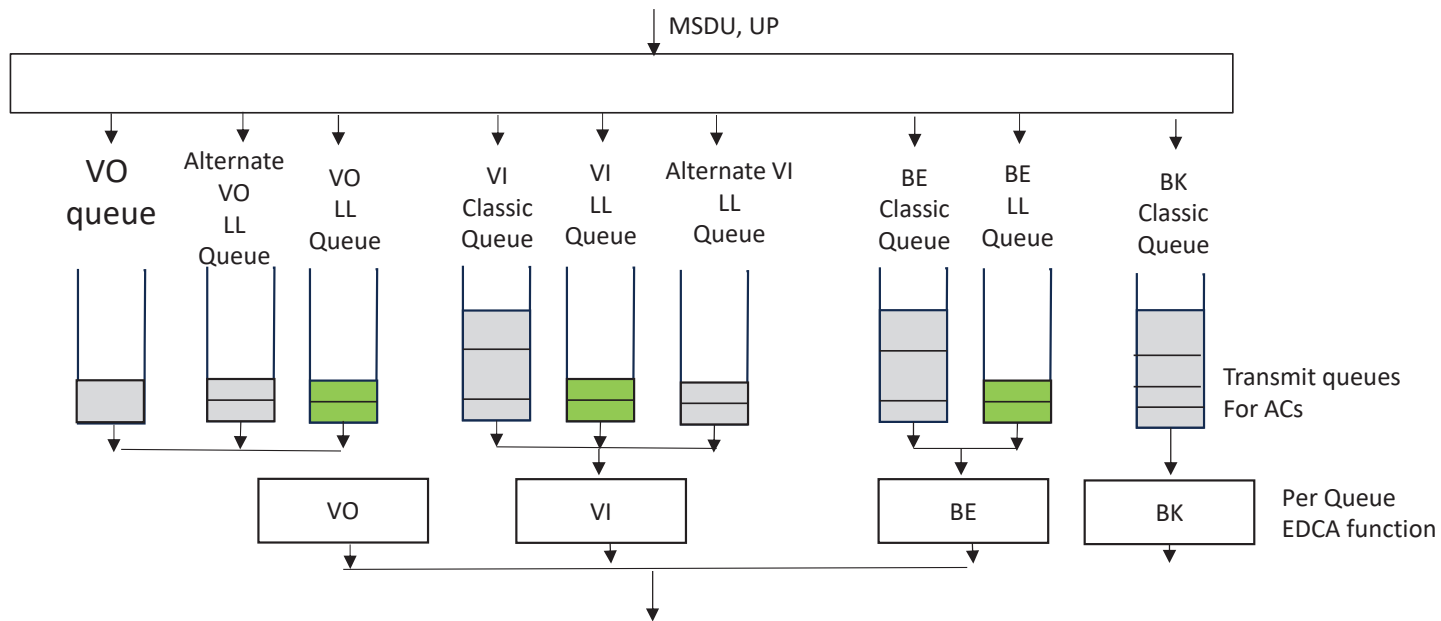 MSDU, UP
VO
queue
Alternate
VO
LL
Queue
VO
LL
Queue
VI
Classic
Queue
VI
LL
Queue
Alternate VI
LL
Queue
BE
Classic
Queue
BE
LL
Queue
BK
Classic
Queue
Transmit queues
For ACs
VO
VI
BE
BK
Per Queue
EDCA function